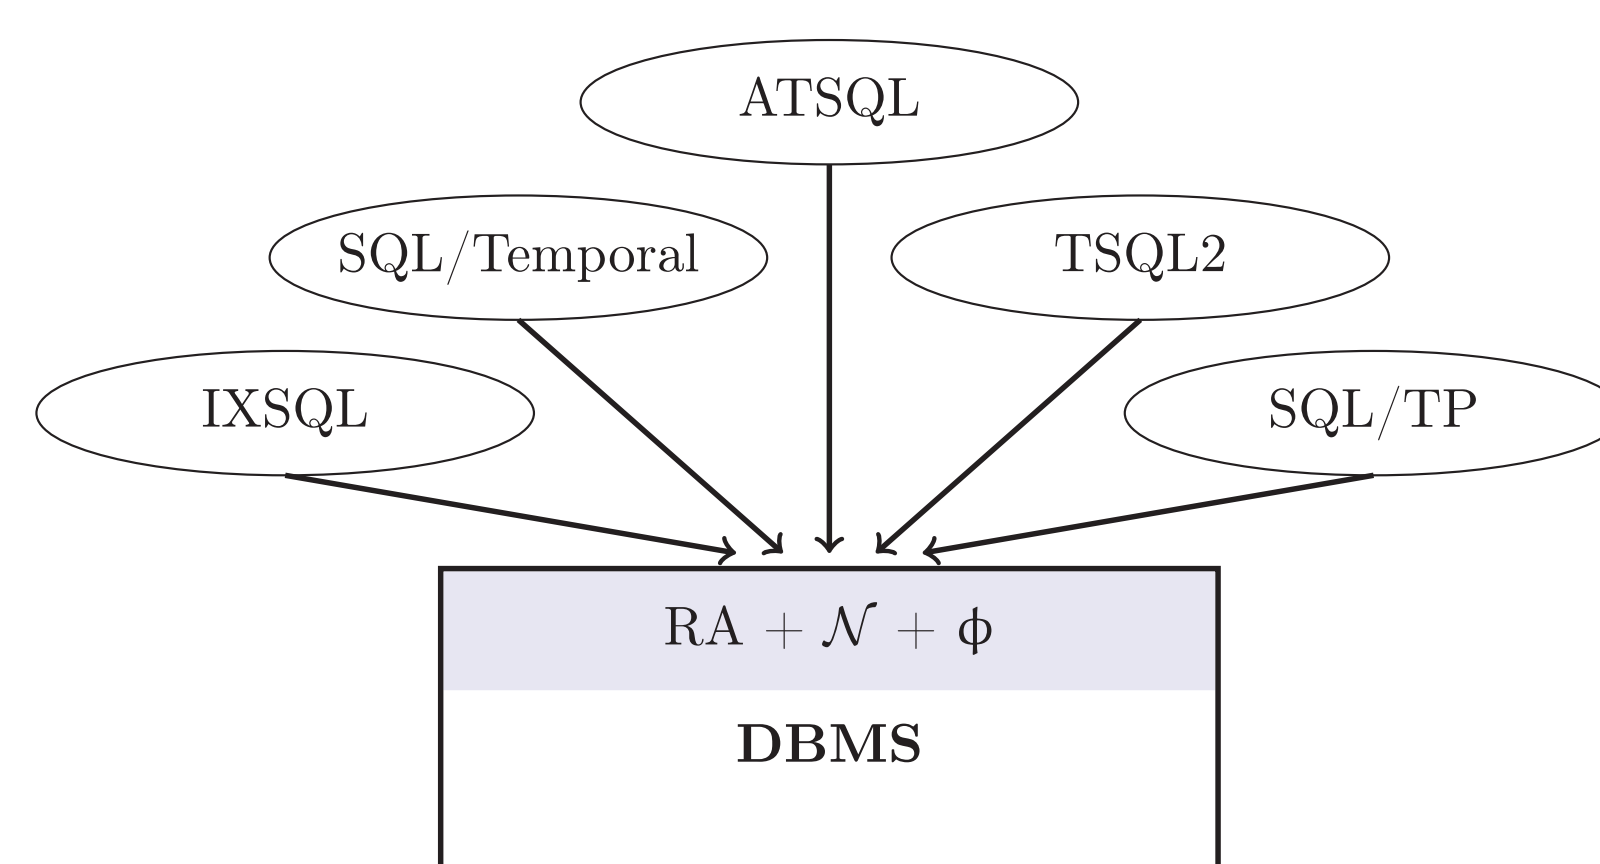 ATSQL
SQL/Temporal
TSQL2
IXSQL
SQL/TP
RA + 𝒩 + ϕ
DBMS